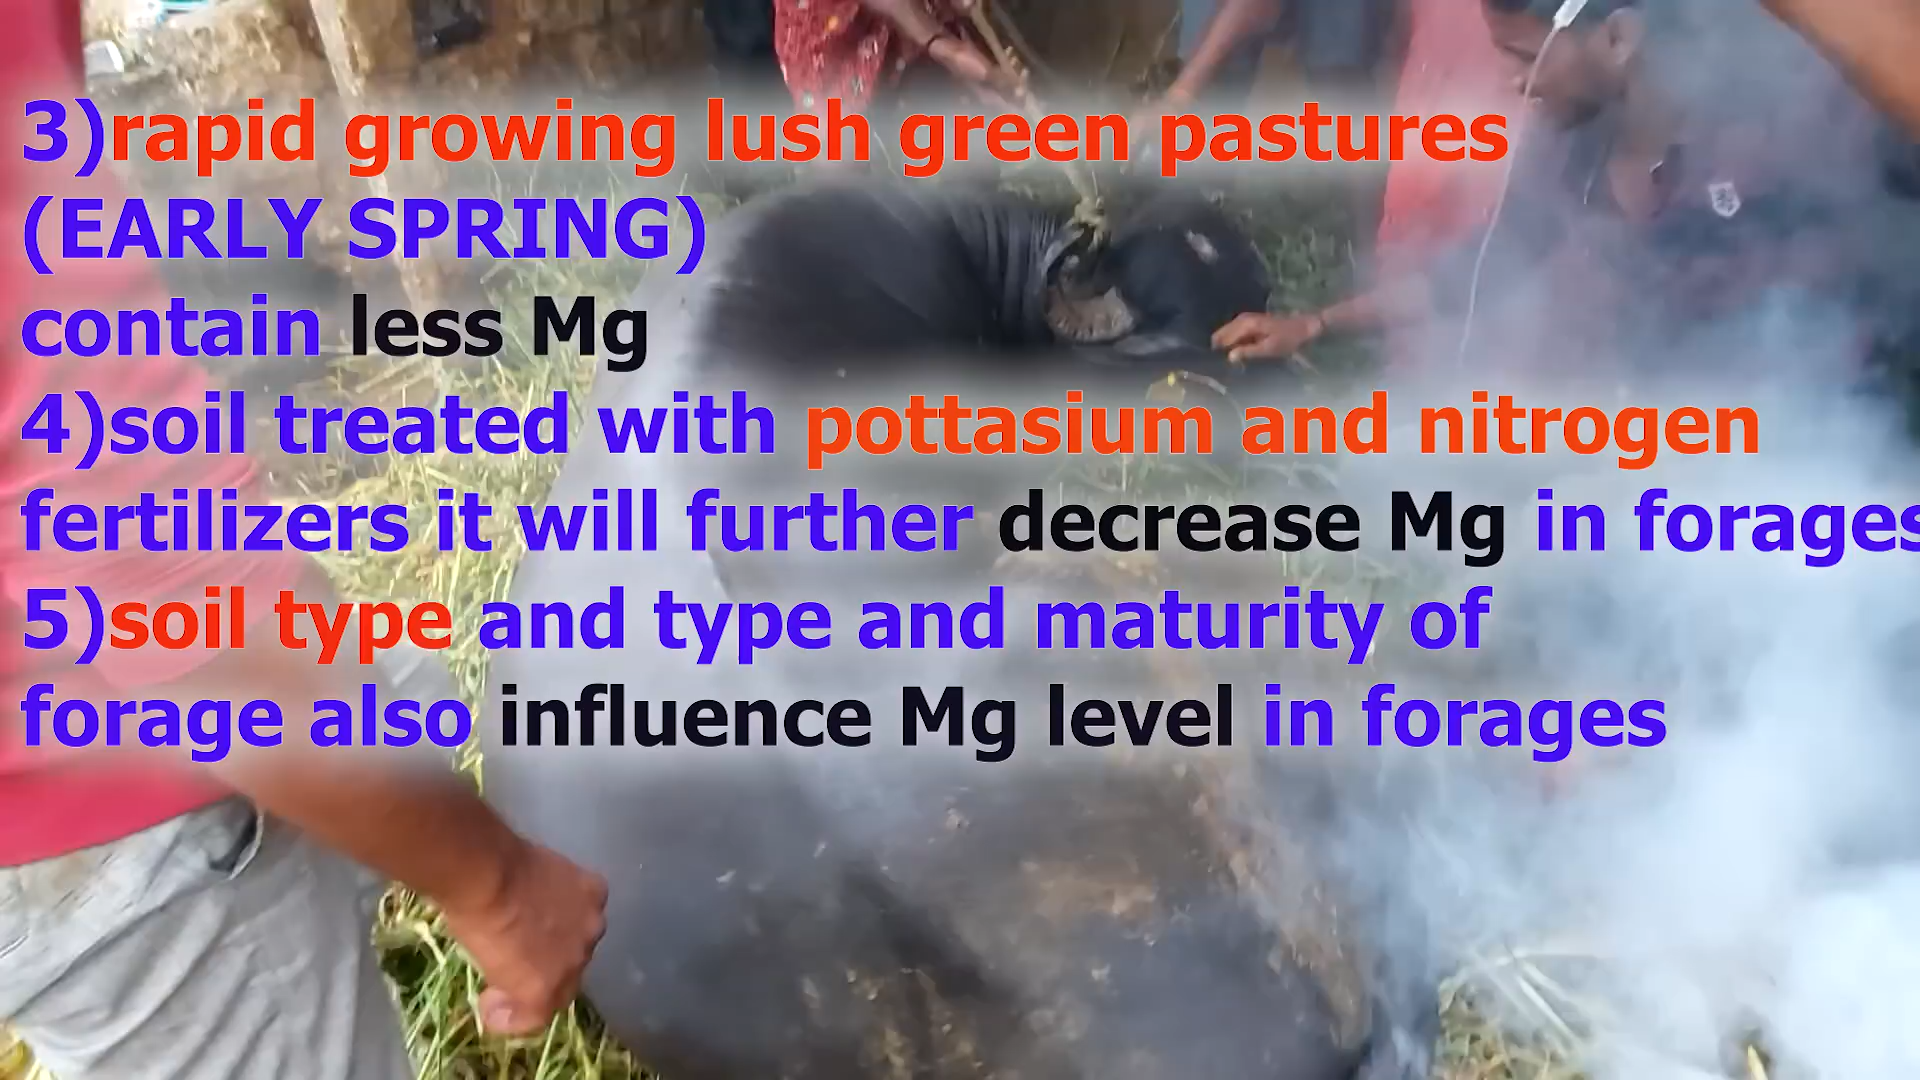 3)rapid growing lush green pastures
(EARLY SPRING)
contain less Mg
4)soil treated with pottasium and nitrogen
fertilizers it will further decrease Mg in forages
5)soil type and type and maturity of
forage also influence Mg level in forages